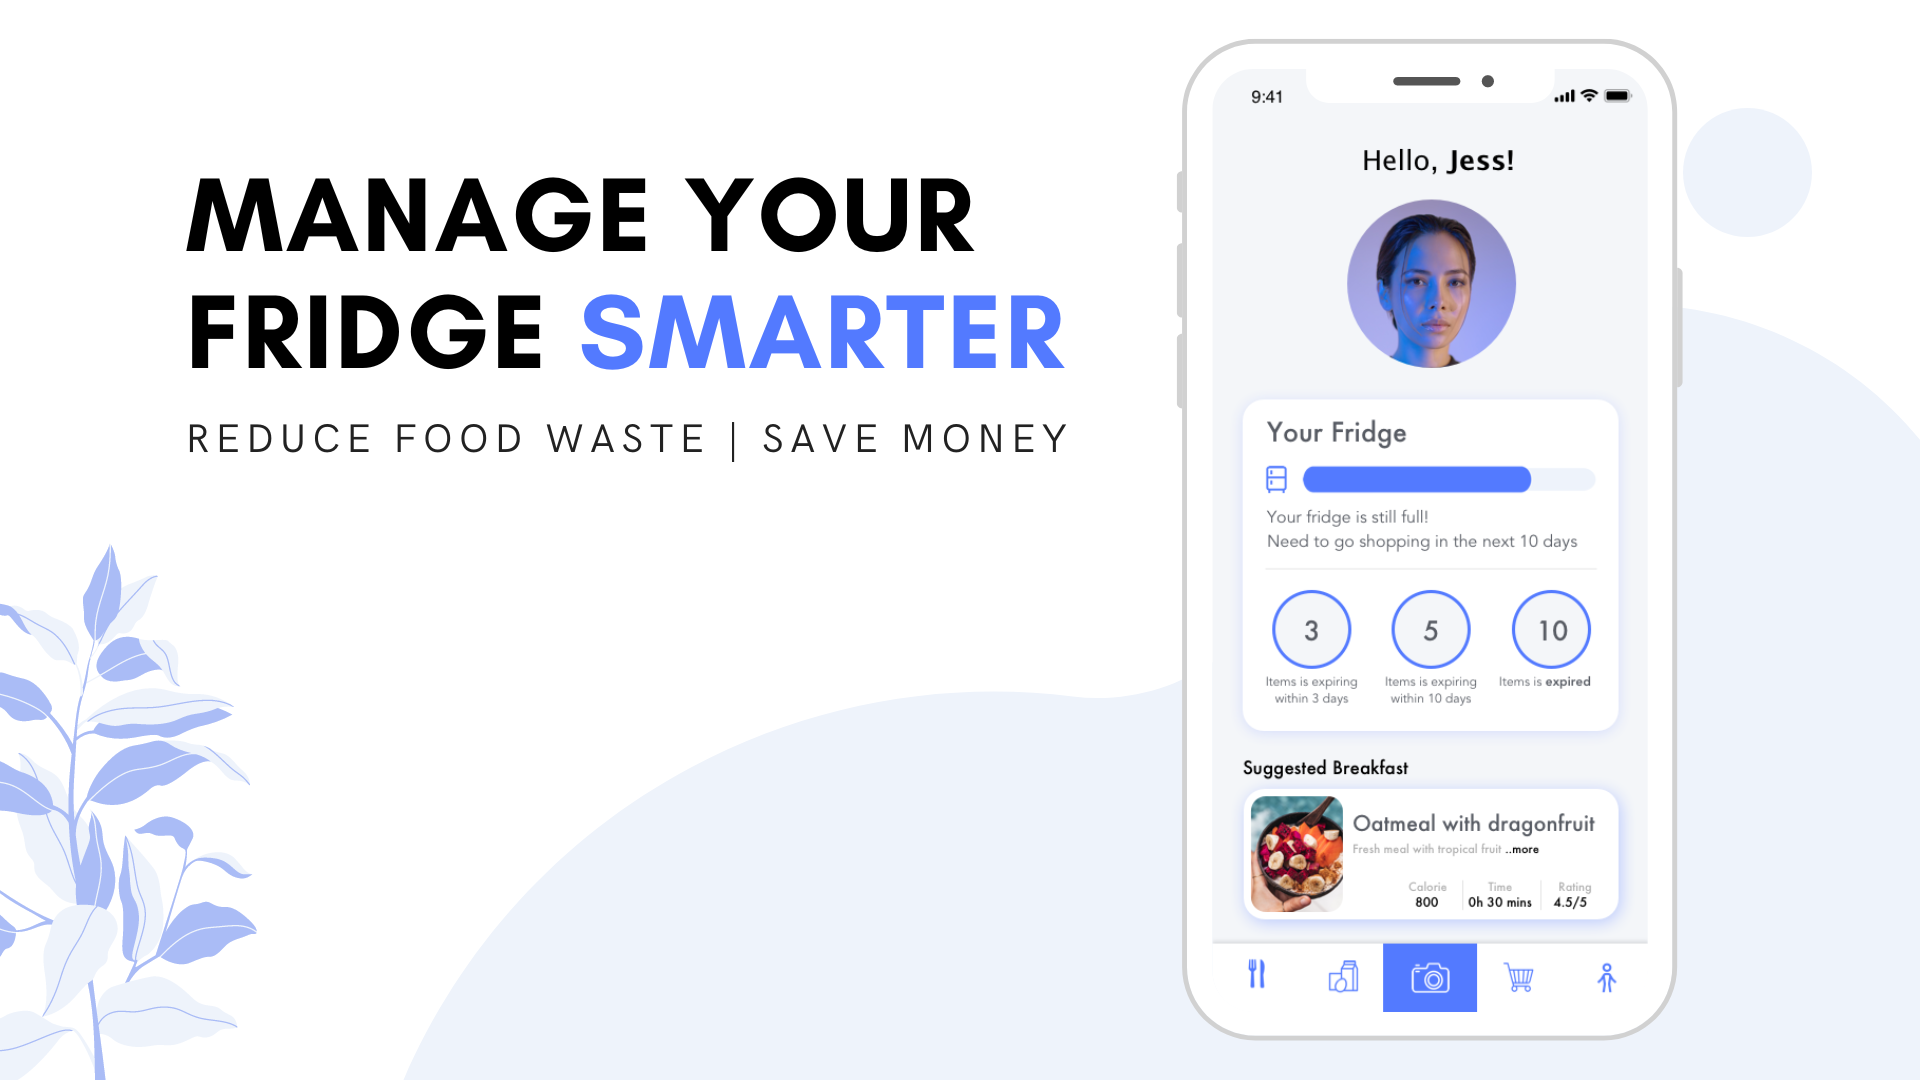 MANAGE YOUR
FRIDGE SMARTER
REDUCE FOOD WASTE | SAVE MONEY
9:41
Hello, Jess!
Your Fridge
Your fridge is still full!
Need to go shopping in the next 10 days
3
Items is expiring
within 3 days
5
Items is expiring
within 10 days
10
Items is expired
Suggested Breakfast
Oatmeal with dragonfruit
Fresh meal with tropical fruit ..more
Calorie
800
Time
0h 30 mins
Rating
4.5/5